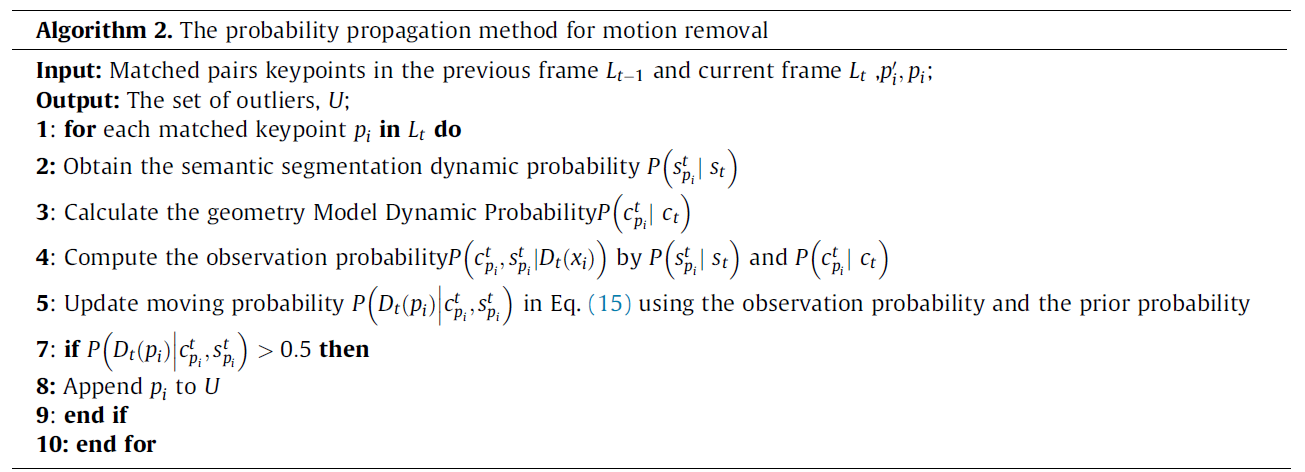 Algorithm 2. The probability propagation method for motion removal
Input: Matched pairs keypoints in the previous frame $L_{t-1}$ and current frame $L_t$ ,$p_i', p_i$;
Output: The set of outliers, $U$;
1: for each matched keypoint $p_i$ in $L_t$ do
2: Obtain the semantic segmentation dynamic probability $P\left(s_{p_i}^t | s_t\right)$
3: Calculate the geometry Model Dynamic Probability$P\left(c_{p_i}^t | c_t\right)$
4: Compute the observation probability$P\left(c_{p_i}^t, s_{p_i}^t | D_t(x_i)\right)$ by $P\left(s_{p_i}^t | s_t\right)$ and $P\left(c_{p_i}^t | c_t\right)$
5: Update moving probability $P\left(D_t(p_i) | c_{p_i}^t, s_{p_i}^t\right)$ in Eq. (15) using the observation probability and the prior probability
7: if $P\left(D_t(p_i) | c_{p_i}^t, s_{p_i}^t\right) > 0.5$ then
8: Append $p_i$ to $U$
9: end if
10: end for